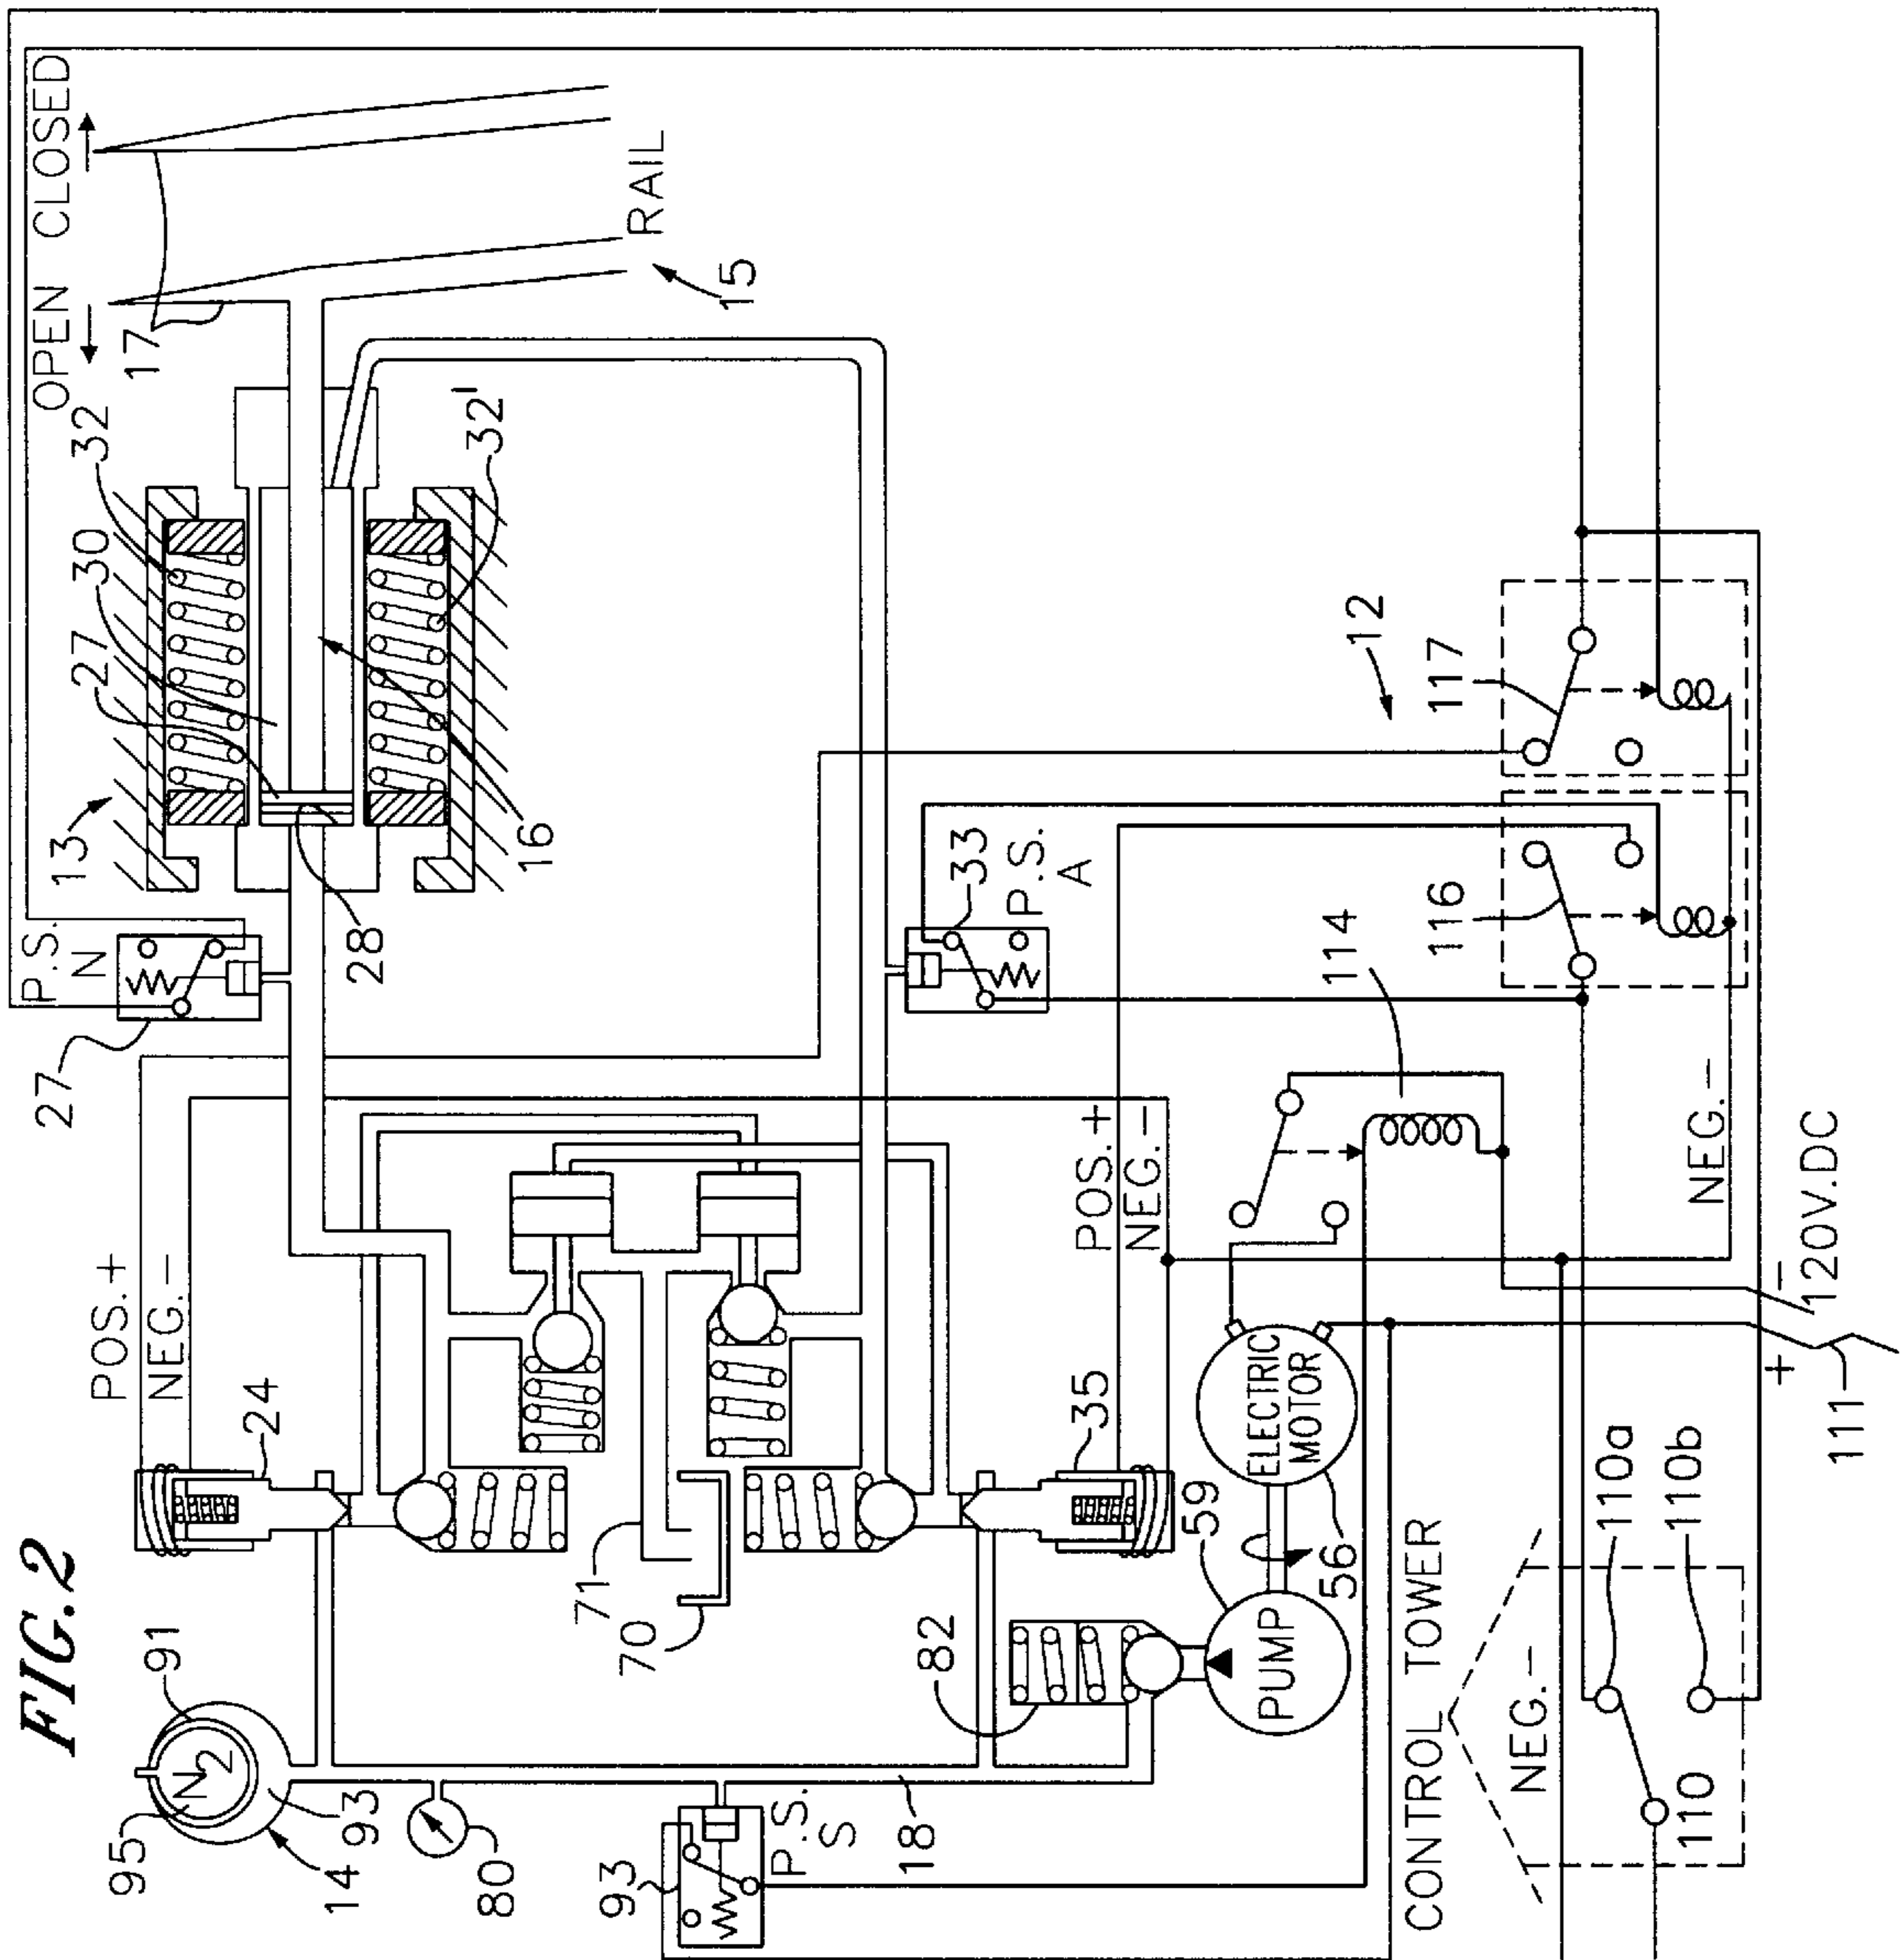 FIG.2
OPEN CLOSED
17
32
30
27
13
P.S.
N
27
28
16
32'
RAIL
15
POS.+
NEG.-
24
91
95
N2
93
14
80
93
P.S.
S
18
71
70
82
59
PUMP
56
ELECTRIC
MOTOR
35
POS.+
NEG.-
33
P.S.
A
12
117
116
114
NEG.-
-
120V.DC
+
111
CONTROL TOWER
NEG.-
110
110a
110b